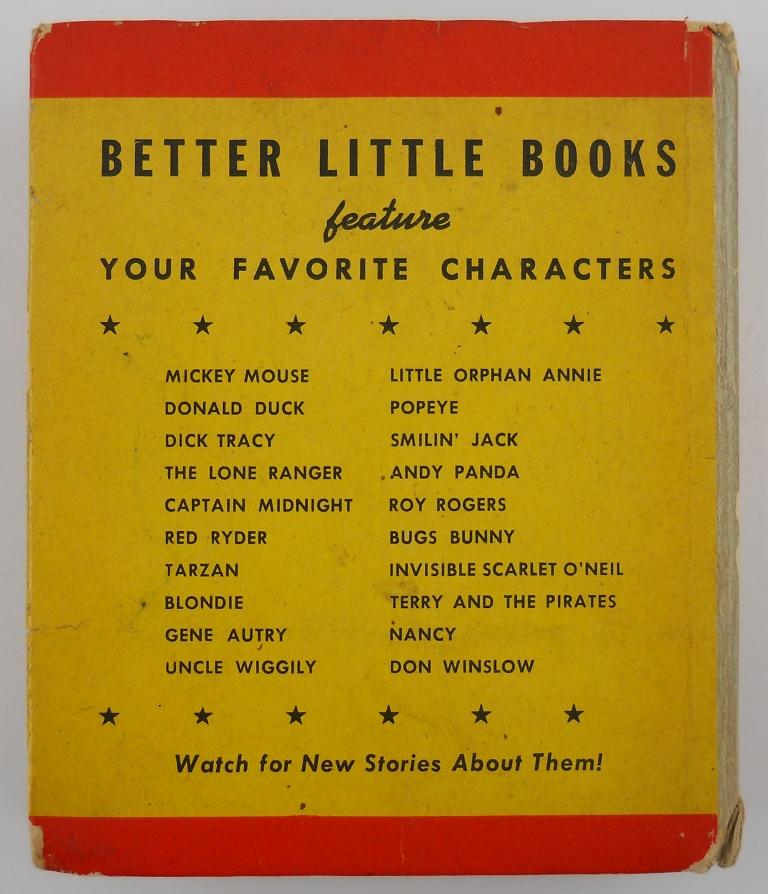 BETTER LITTLE BOOKS
feature
YOUR FAVORITE CHARACTERS
MICKEY MOUSE
DONALD DUCK
DICK TRACY
THE LONE RANGER
CAPTAIN MIDNIGHT
RED RYDER
TARZAN
BLONDIE
GENE AUTRY
UNCLE WIGGILY
LITTLE ORPHAN ANNIE
POPEYE
SMILIN' JACK
ANDY PANDA
ROY ROGERS
BUGS BUNNY
INVISIBLE SCARLET O'NEIL
TERRY AND THE PIRATES
NANCY
DON WINSLOW
Watch for New Stories About Them!